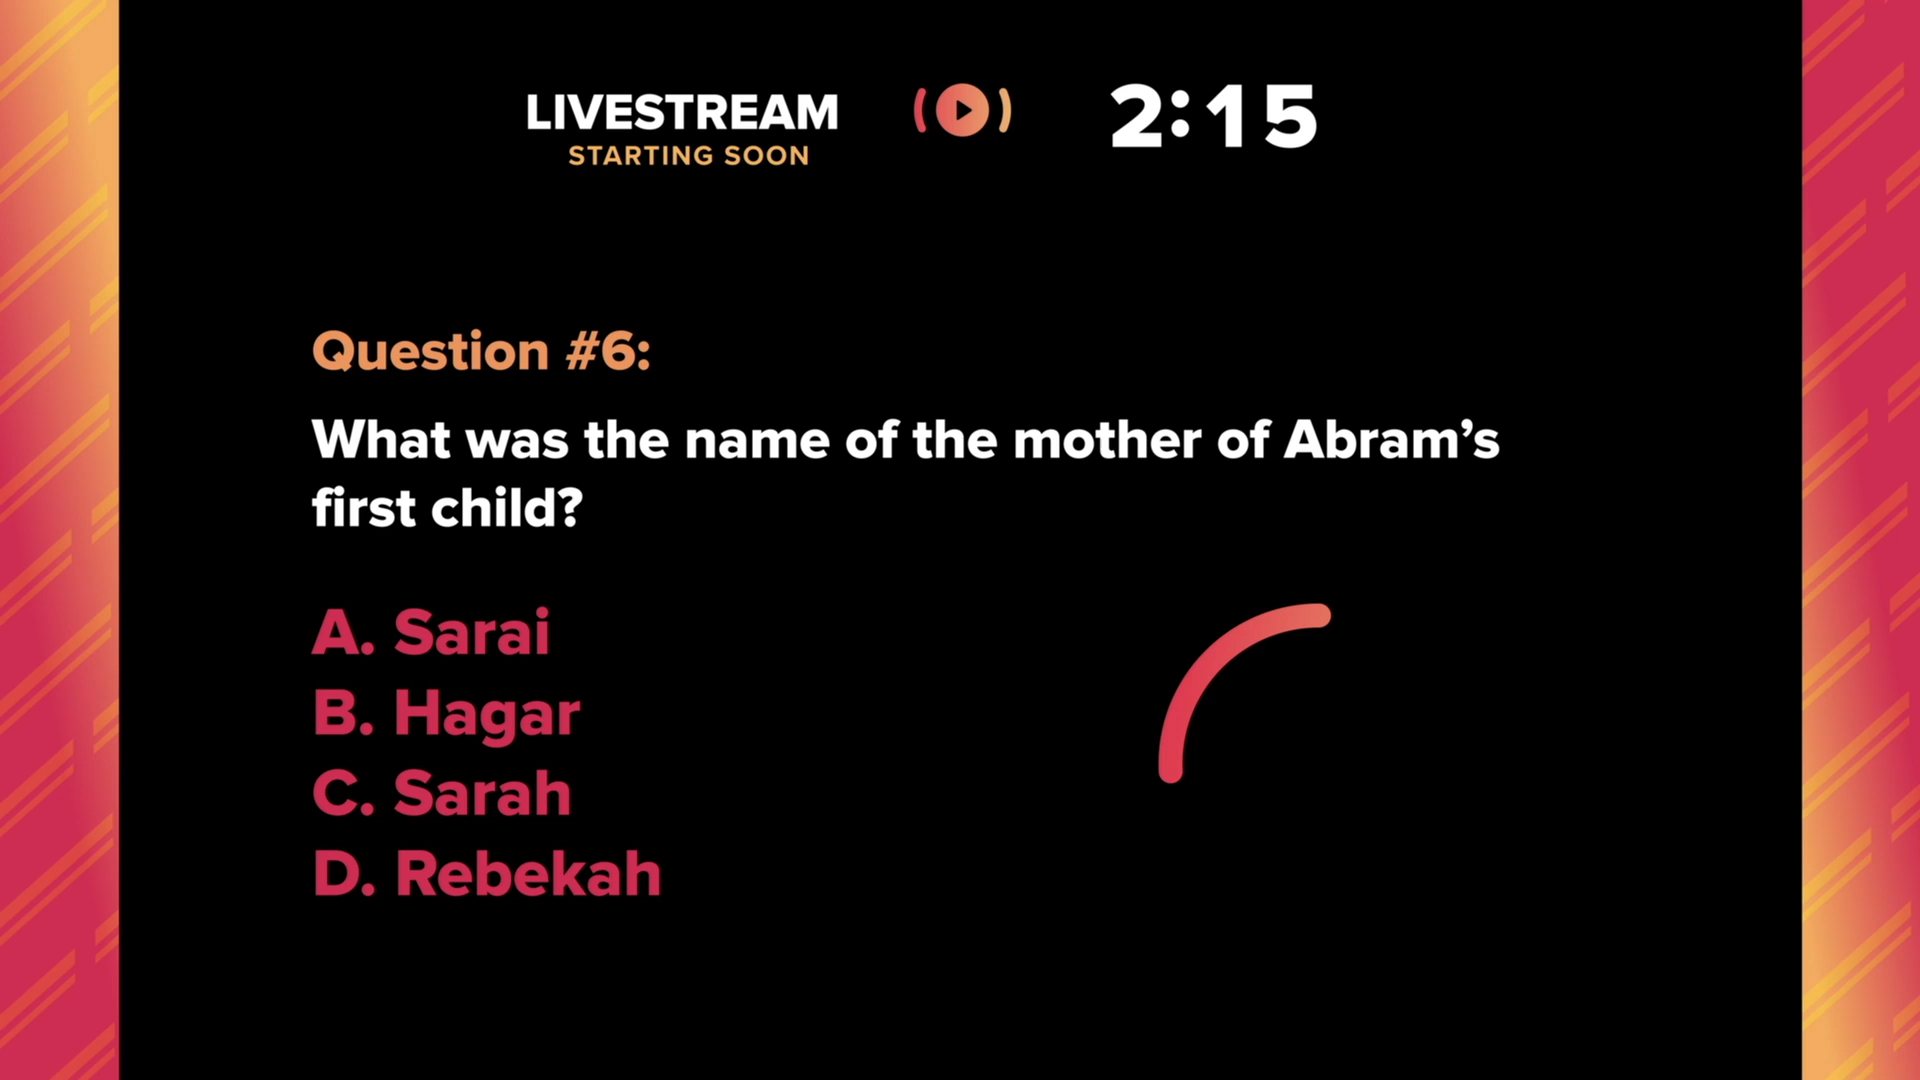 LIVESTREAM
STARTING SOON
2:15
Question #6:
What was the name of the mother of Abram’s
first child?
A. Sarai
B. Hagar
C. Sarah
D. Rebekah